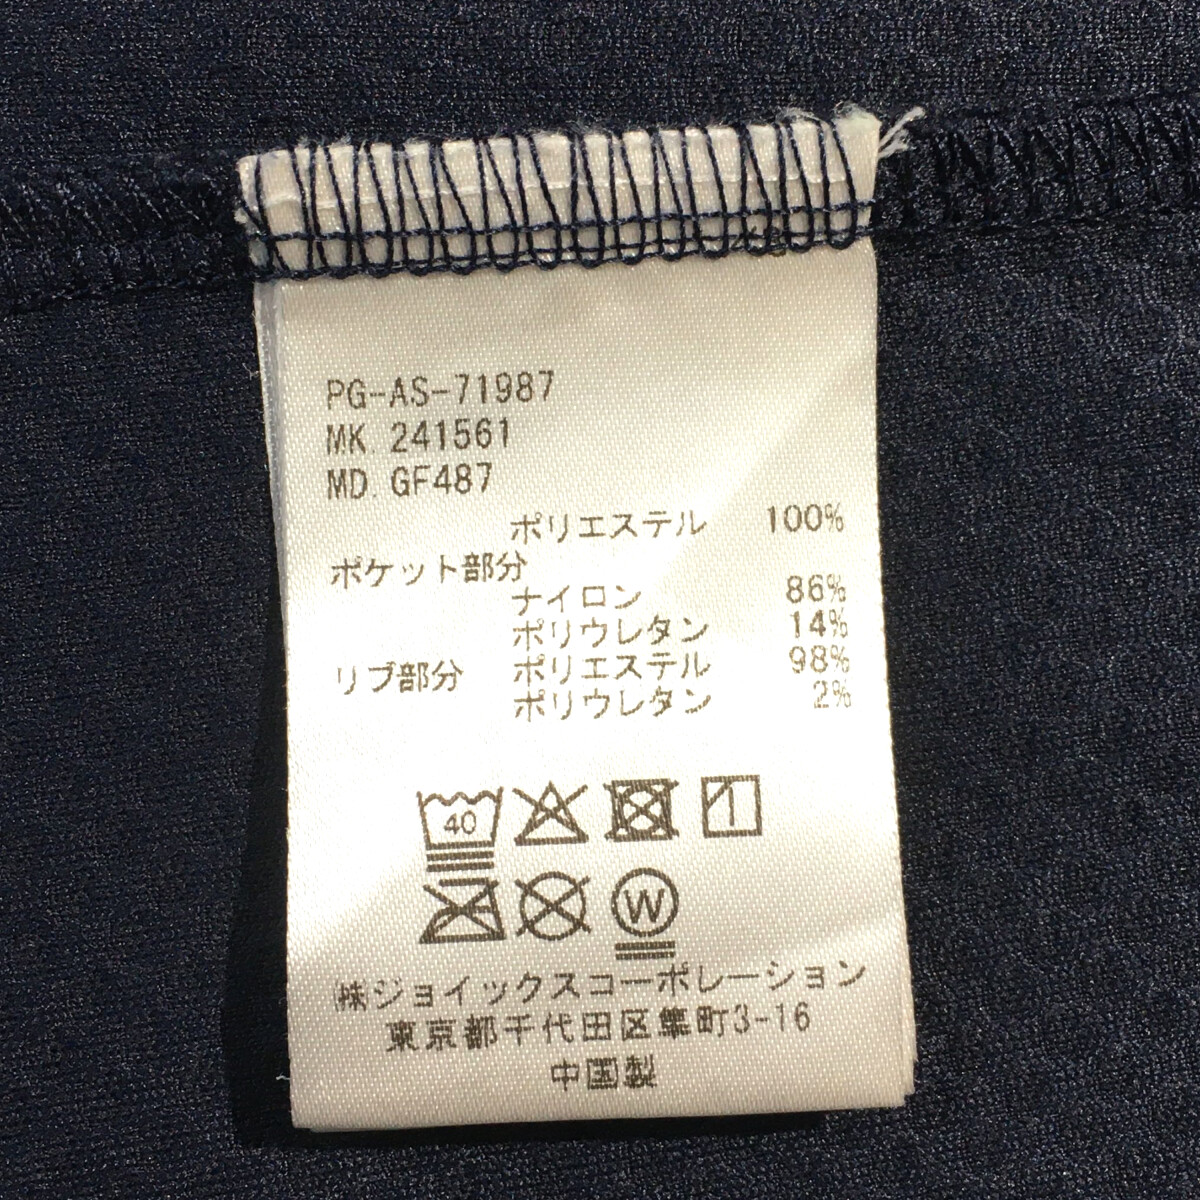 PG-AS-71987
MK. 241561
MD. GF487
ポリエステル 100%
ポケット部分
ナイロン 86%
ポリウレタン 14%
リブ部分 ポリエステル 98%
ポリウレタン 2%
40
W
㈱ジョイックスコーポレーション
東京都千代田区隼町3-16
中国製